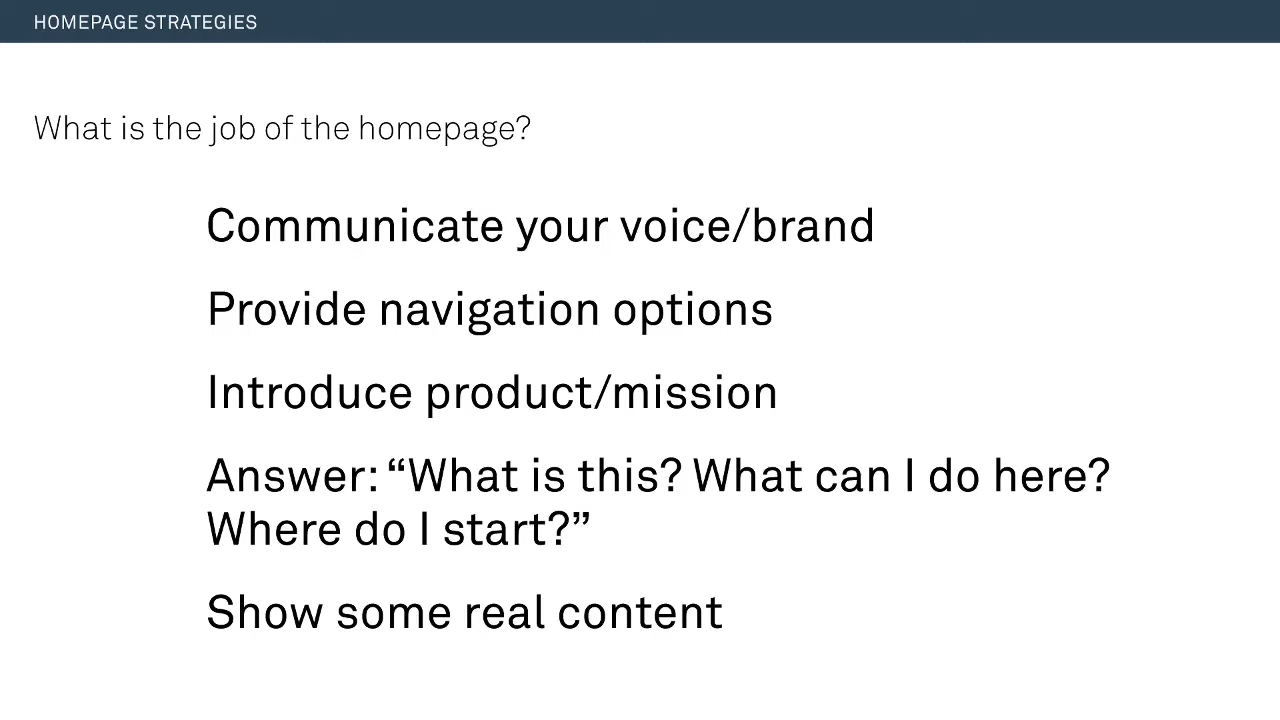 HOMEPAGE STRATEGIES
What is the job of the homepage?
Communicate your voice/brand
Provide navigation options
Introduce product/mission
Answer: “What is this? What can I do here?
Where do I start?”
Show some real content